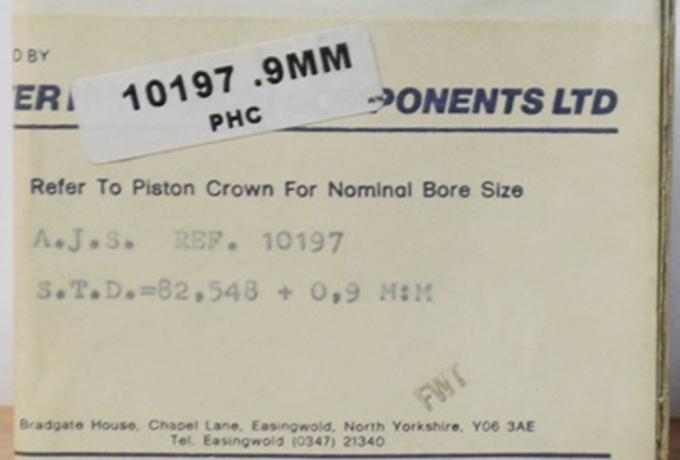 D BY
10197 .9MM
PHC
ER PONENTS LTD
Refer To Piston Crown For Nominal Bore Size
A.J.S. REF. 10197
S.T.D.=82,548 + 0,9 M:M
FWI
Bradgate House, Chapel Lane, Easingwold, North Yorkshire, Y06 3AE
Tel. Easingwold (0347) 21340